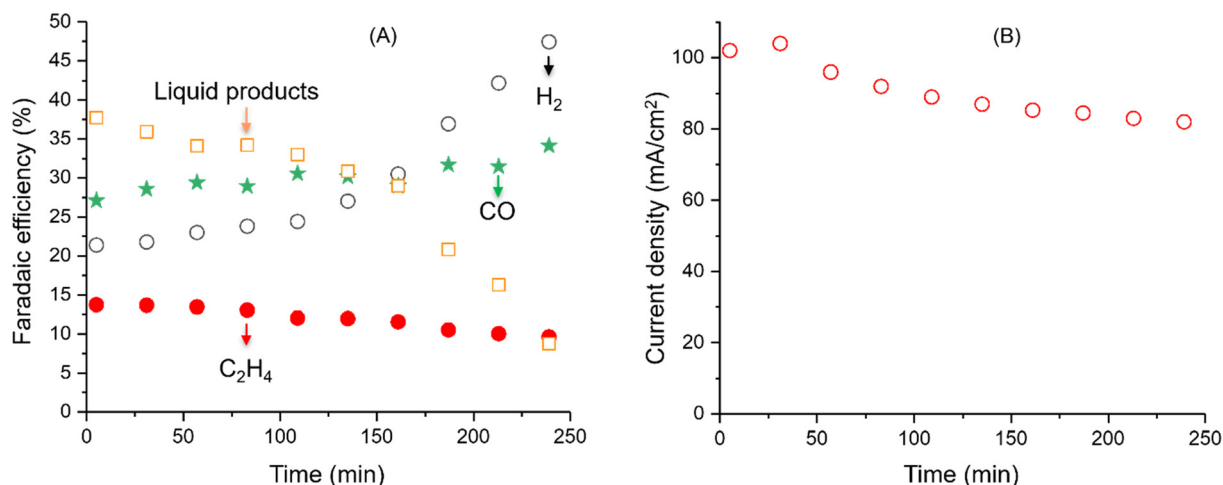 (A)
Faradaic efficiency (%)
50
45
40
35
30
25
20
15
10
5
0
Liquid products
H₂
CO
C₂H₄
0 50 100 150 200 250
Time (min)
(B)
Current density (mA/cm²)
100
80
60
40
20
0
0 50 100 150 200 250
Time (min)